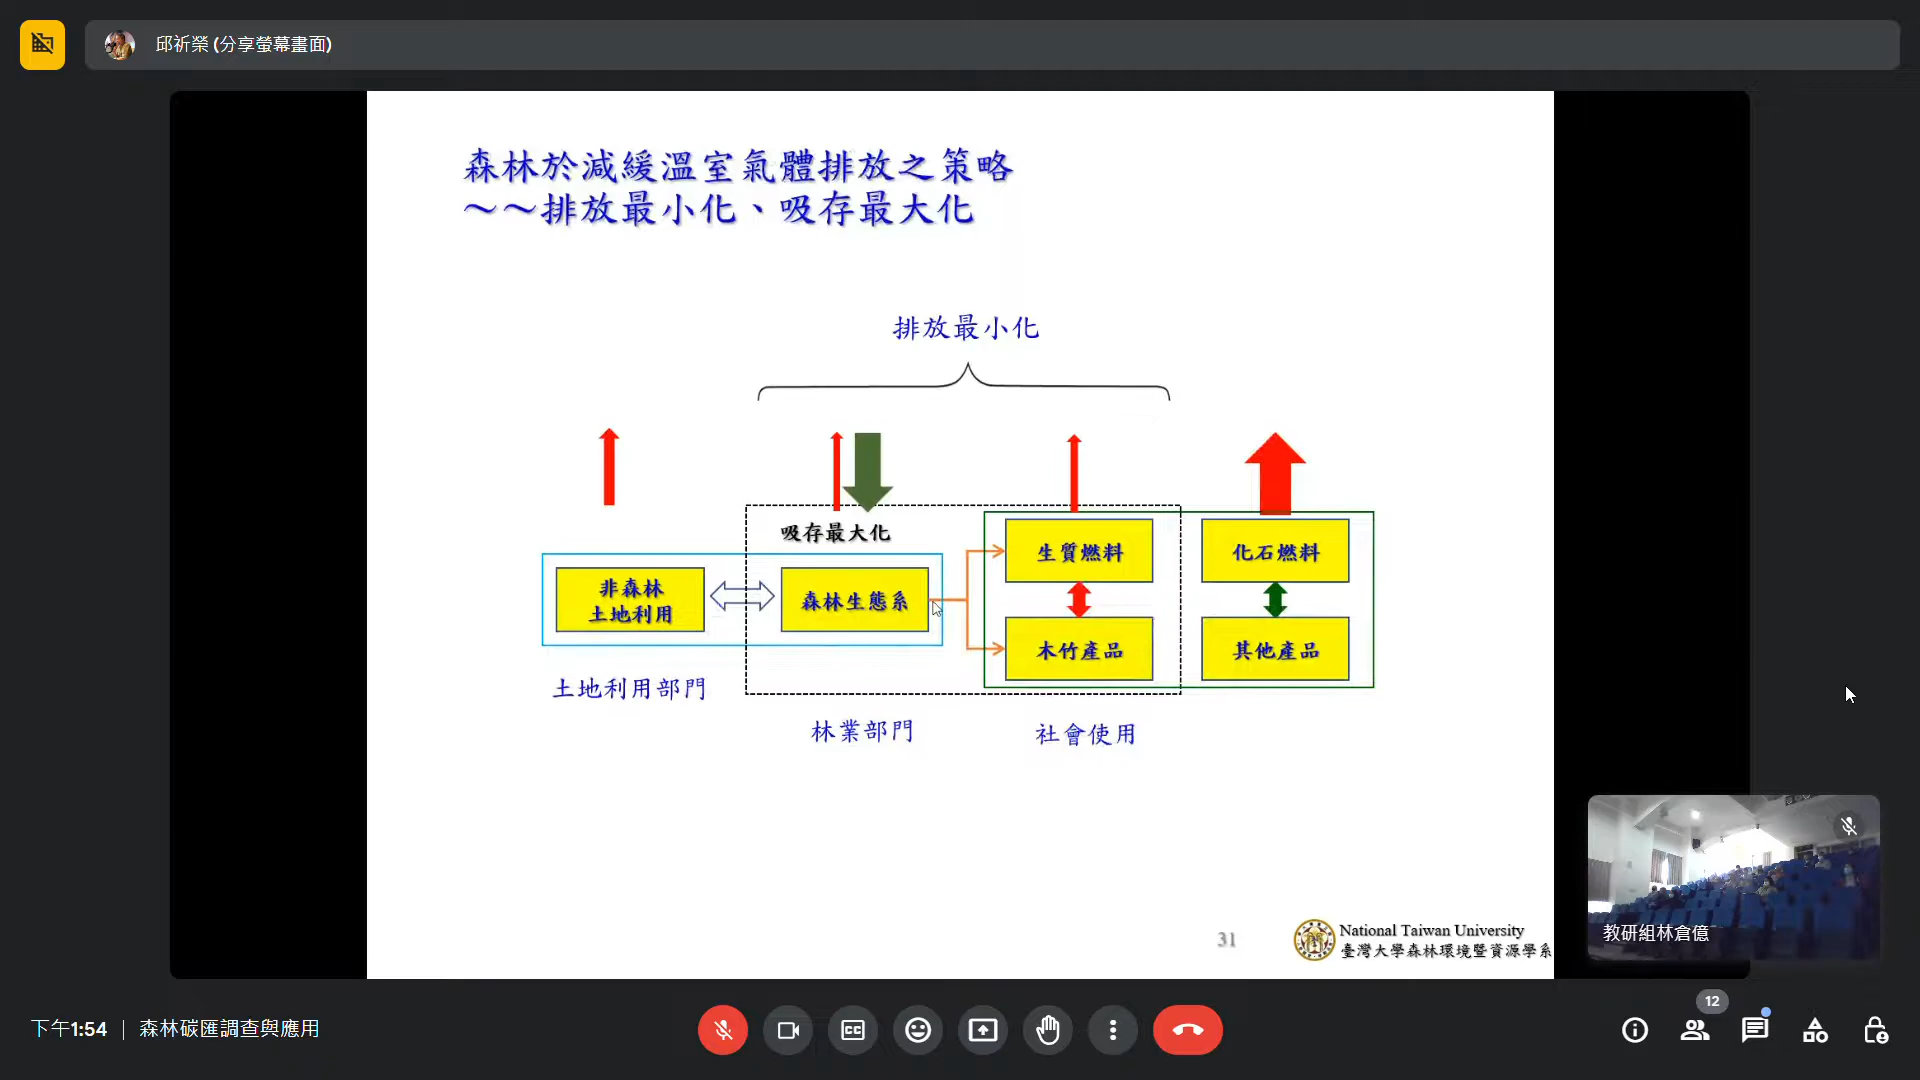 邱祈榮 (分享螢幕畫面)
森林於減緩溫室氣體排放之策略
～～排放最小化、吸存最大化
排放最小化
吸存最大化
非森林
土地利用
森林生態系
生質燃料
木竹產品
化石燃料
其他產品
土地利用部門
林業部門
社會使用
31
National Taiwan University
臺灣大學森林環境暨資源學系
教研組林倉億
下午1:54 | 森林碳匯調查與應用
CC
12